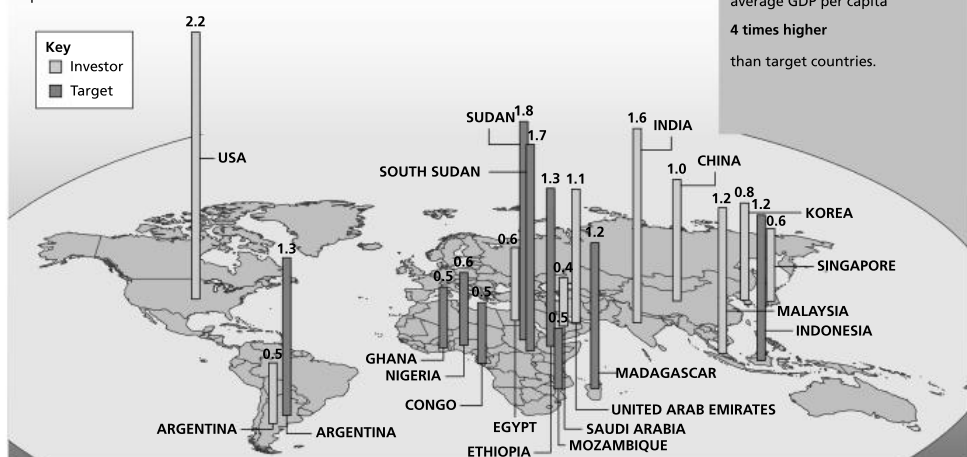 average GDP per capita
4 times higher
than target countries.
2.2
Key
Investor
Target
USA
1.3
0.5
ARGENTINA
ARGENTINA
SUDAN
1.8
1.7
SOUTH SUDAN
1.3
1.1
1.6
INDIA
1.0
CHINA
1.2
0.8
1.2
KOREA
0.6
SINGAPORE
0.6
1.2
0.6
0.5
0.5
0.4
0.5
MALAYSIA
INDONESIA
GHANA
NIGERIA
MADAGASCAR
CONGO
UNITED ARAB EMIRATES
EGYPT
SAUDI ARABIA
MOZAMBIQUE
ETHIOPIA